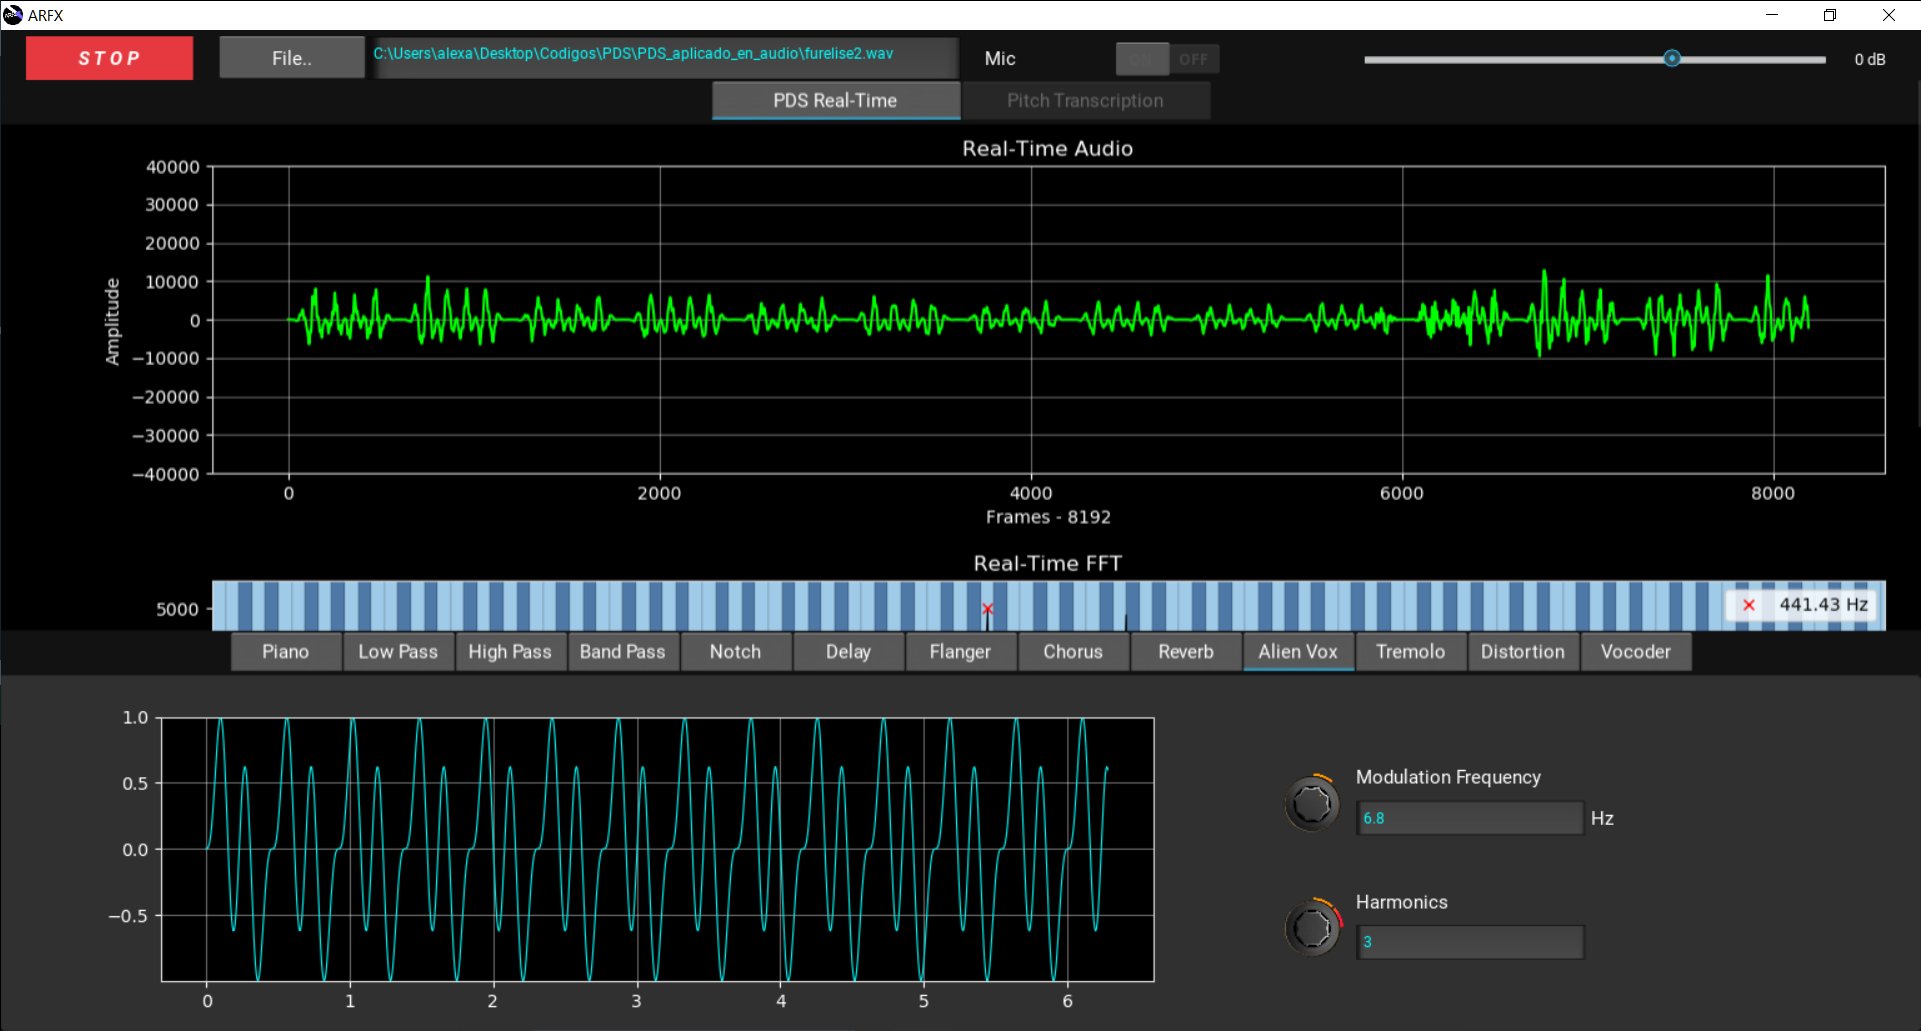 ARFX
STOP File.. C:\Users\alexa\Desktop\Codigos\PDS\PDS_aplicado_en_audio\furelise2.wav Mic ON OFF 0 dB
PDS Real-Time Pitch Transcription
Real-Time Audio
40000
30000
20000
10000
0
−10000
−20000
−30000
−40000
Amplitude
0 2000 4000 6000 8000
Frames - 8192
Real-Time FFT
5000 441.43 Hz
Piano Low Pass High Pass Band Pass Notch Delay Flanger Chorus Reverb Alien Vox Tremolo Distortion Vocoder
1.0
0.5
0.0
−0.5
0 1 2 3 4 5 6
Modulation Frequency
6.8 Hz
Harmonics
3